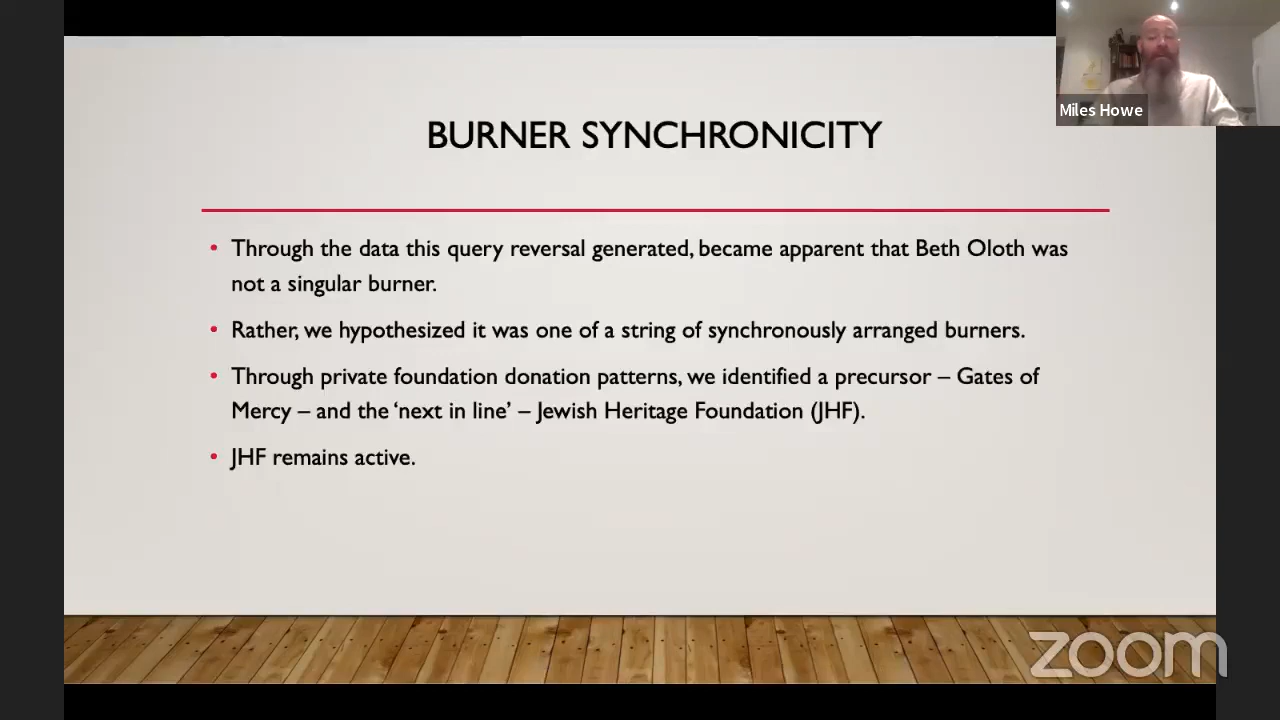 Miles Howe
BURNER SYNCHRONICITY
• Through the data this query reversal generated, became apparent that Beth Oloth was
not a singular burner.
• Rather, we hypothesized it was one of a string of synchronously arranged burners.
• Through private foundation donation patterns, we identified a precursor – Gates of
Mercy – and the ‘next in line’ – Jewish Heritage Foundation (JHF).
• JHF remains active.
zoom